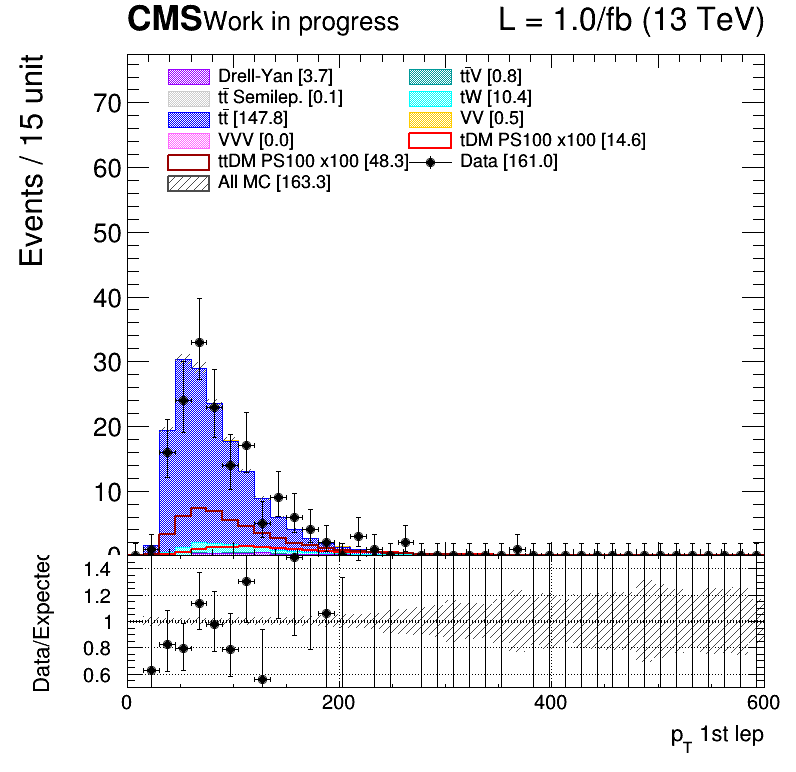 CMS Work in progress L = 1.0/fb (13 TeV)
Events / 15 unit
Drell-Yan [3.7] tt̄V [0.8]
tt̄ Semilep. [0.1] tW [10.4]
tt̄ [147.8] VV [0.5]
VVV [0.0] tDM PS100 x100 [14.6]
ttDM PS100 x100 [48.3] Data [161.0]
All MC [163.3]
70
60
50
40
30
20
10
0
Data/Expected
1.4
1.2
1
0.8
0.6
0 200 400 600
p_T 1st lep